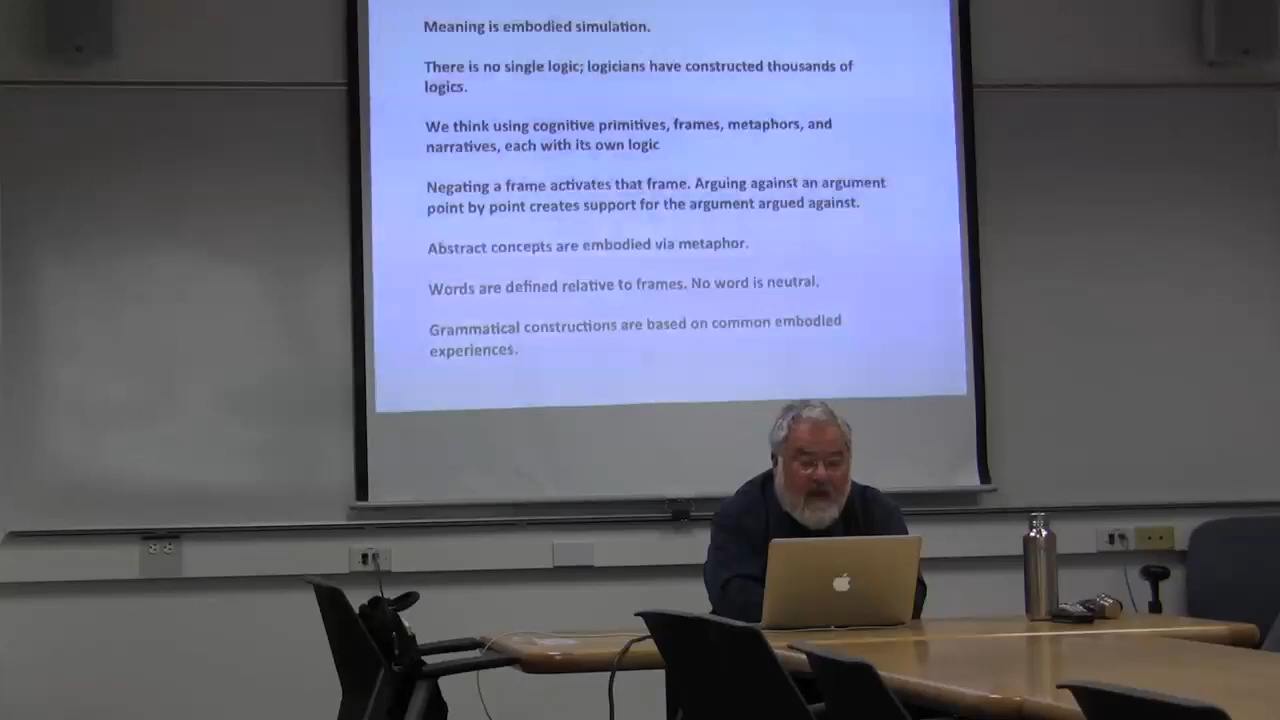 Meaning is embodied simulation.
There is no single logic; logicians have constructed thousands of
logics.
We think using cognitive primitives, frames, metaphors, and
narratives, each with its own logic
Negating a frame activates that frame. Arguing against an argument
point by point creates support for the argument argued against.
Abstract concepts are embodied via metaphor.
Words are defined relative to frames. No word is neutral.
Grammatical constructions are based on common embodied
experiences.